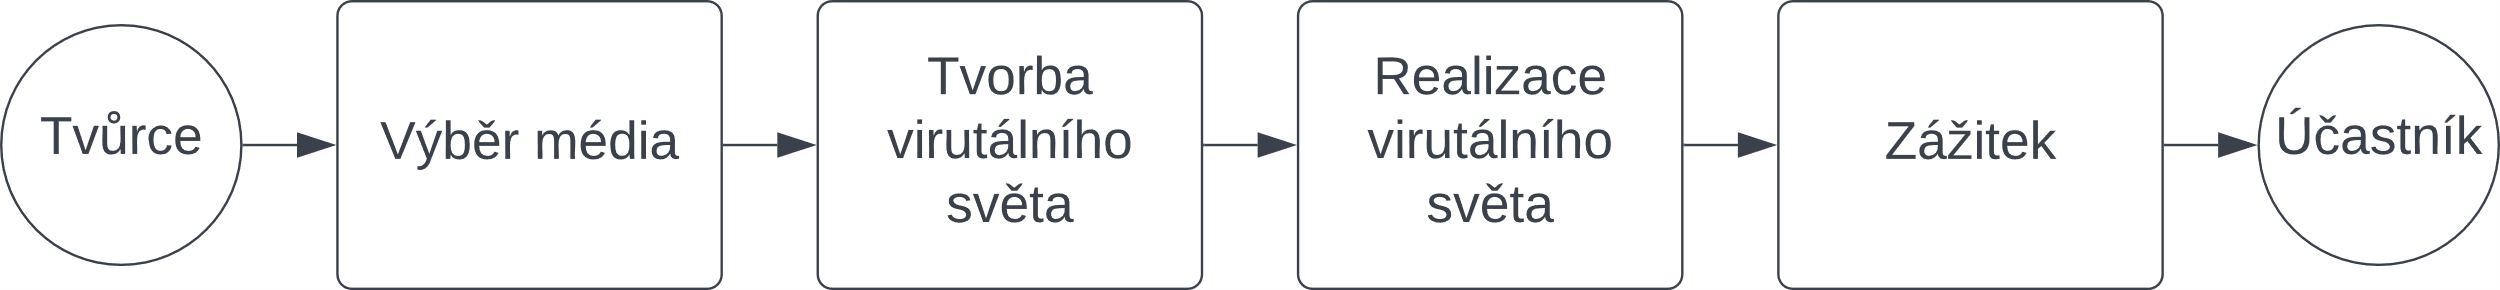 Tvůrce
Výběr média
Tvorba
virutálního
světa
Realizace
virutálního
světa
Zážitek
Účastník